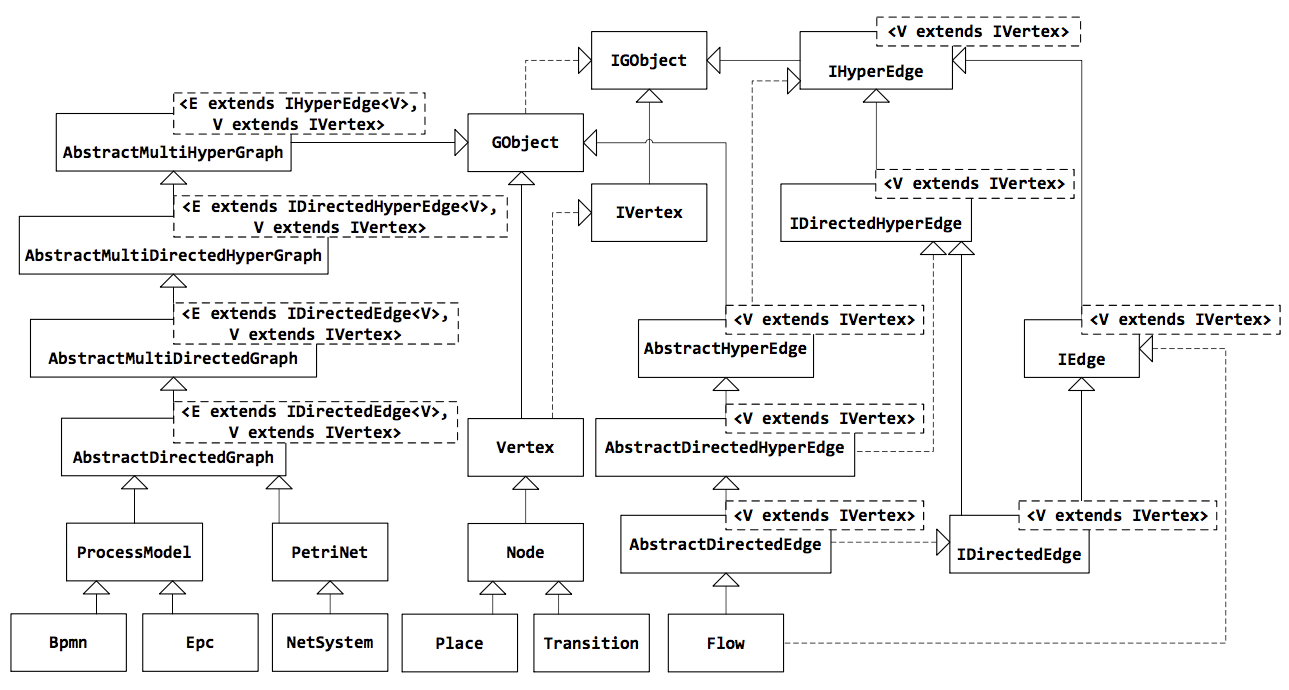 <V extends IVertex>
IGObject
IHyperEdge
<E extends IHyperEdge<V>,
V extends IVertex>
AbstractMultiHyperGraph
GObject
<V extends IVertex>
<E extends IDirectedHyperEdge<V>,
V extends IVertex>
IVertex
IDirectedHyperEdge
AbstractMultiDirectedHyperGraph
<E extends IDirectedEdge<V>,
V extends IVertex>
<V extends IVertex>
<V extends IVertex>
AbstractMultiDirectedGraph
AbstractHyperEdge
IEdge
<E extends IDirectedEdge<V>,
V extends IVertex>
<V extends IVertex>
AbstractDirectedGraph
Vertex
AbstractDirectedHyperEdge
<V extends IVertex>
<V extends IVertex>
ProcessModel
PetriNet
Node
AbstractDirectedEdge
IDirectedEdge
Bpmn
Epc
NetSystem
Place
Transition
Flow